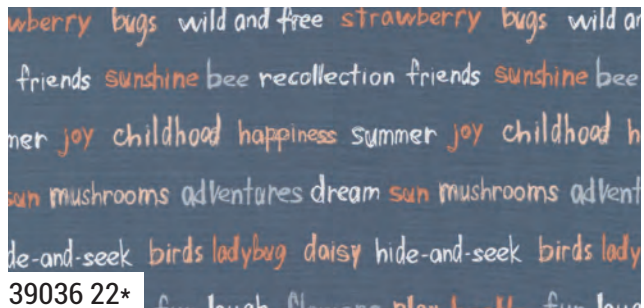 wberry bugs wild and free strawberry bugs wild an
friends sunshine bee recollection friends sunshine bee
mer joy childhood happiness summer joy childhood h
sun mushrooms adventures dream sun mushrooms advent
de-and-seek birds ladybug daisy hide-and-seek birds lady
39036 22*